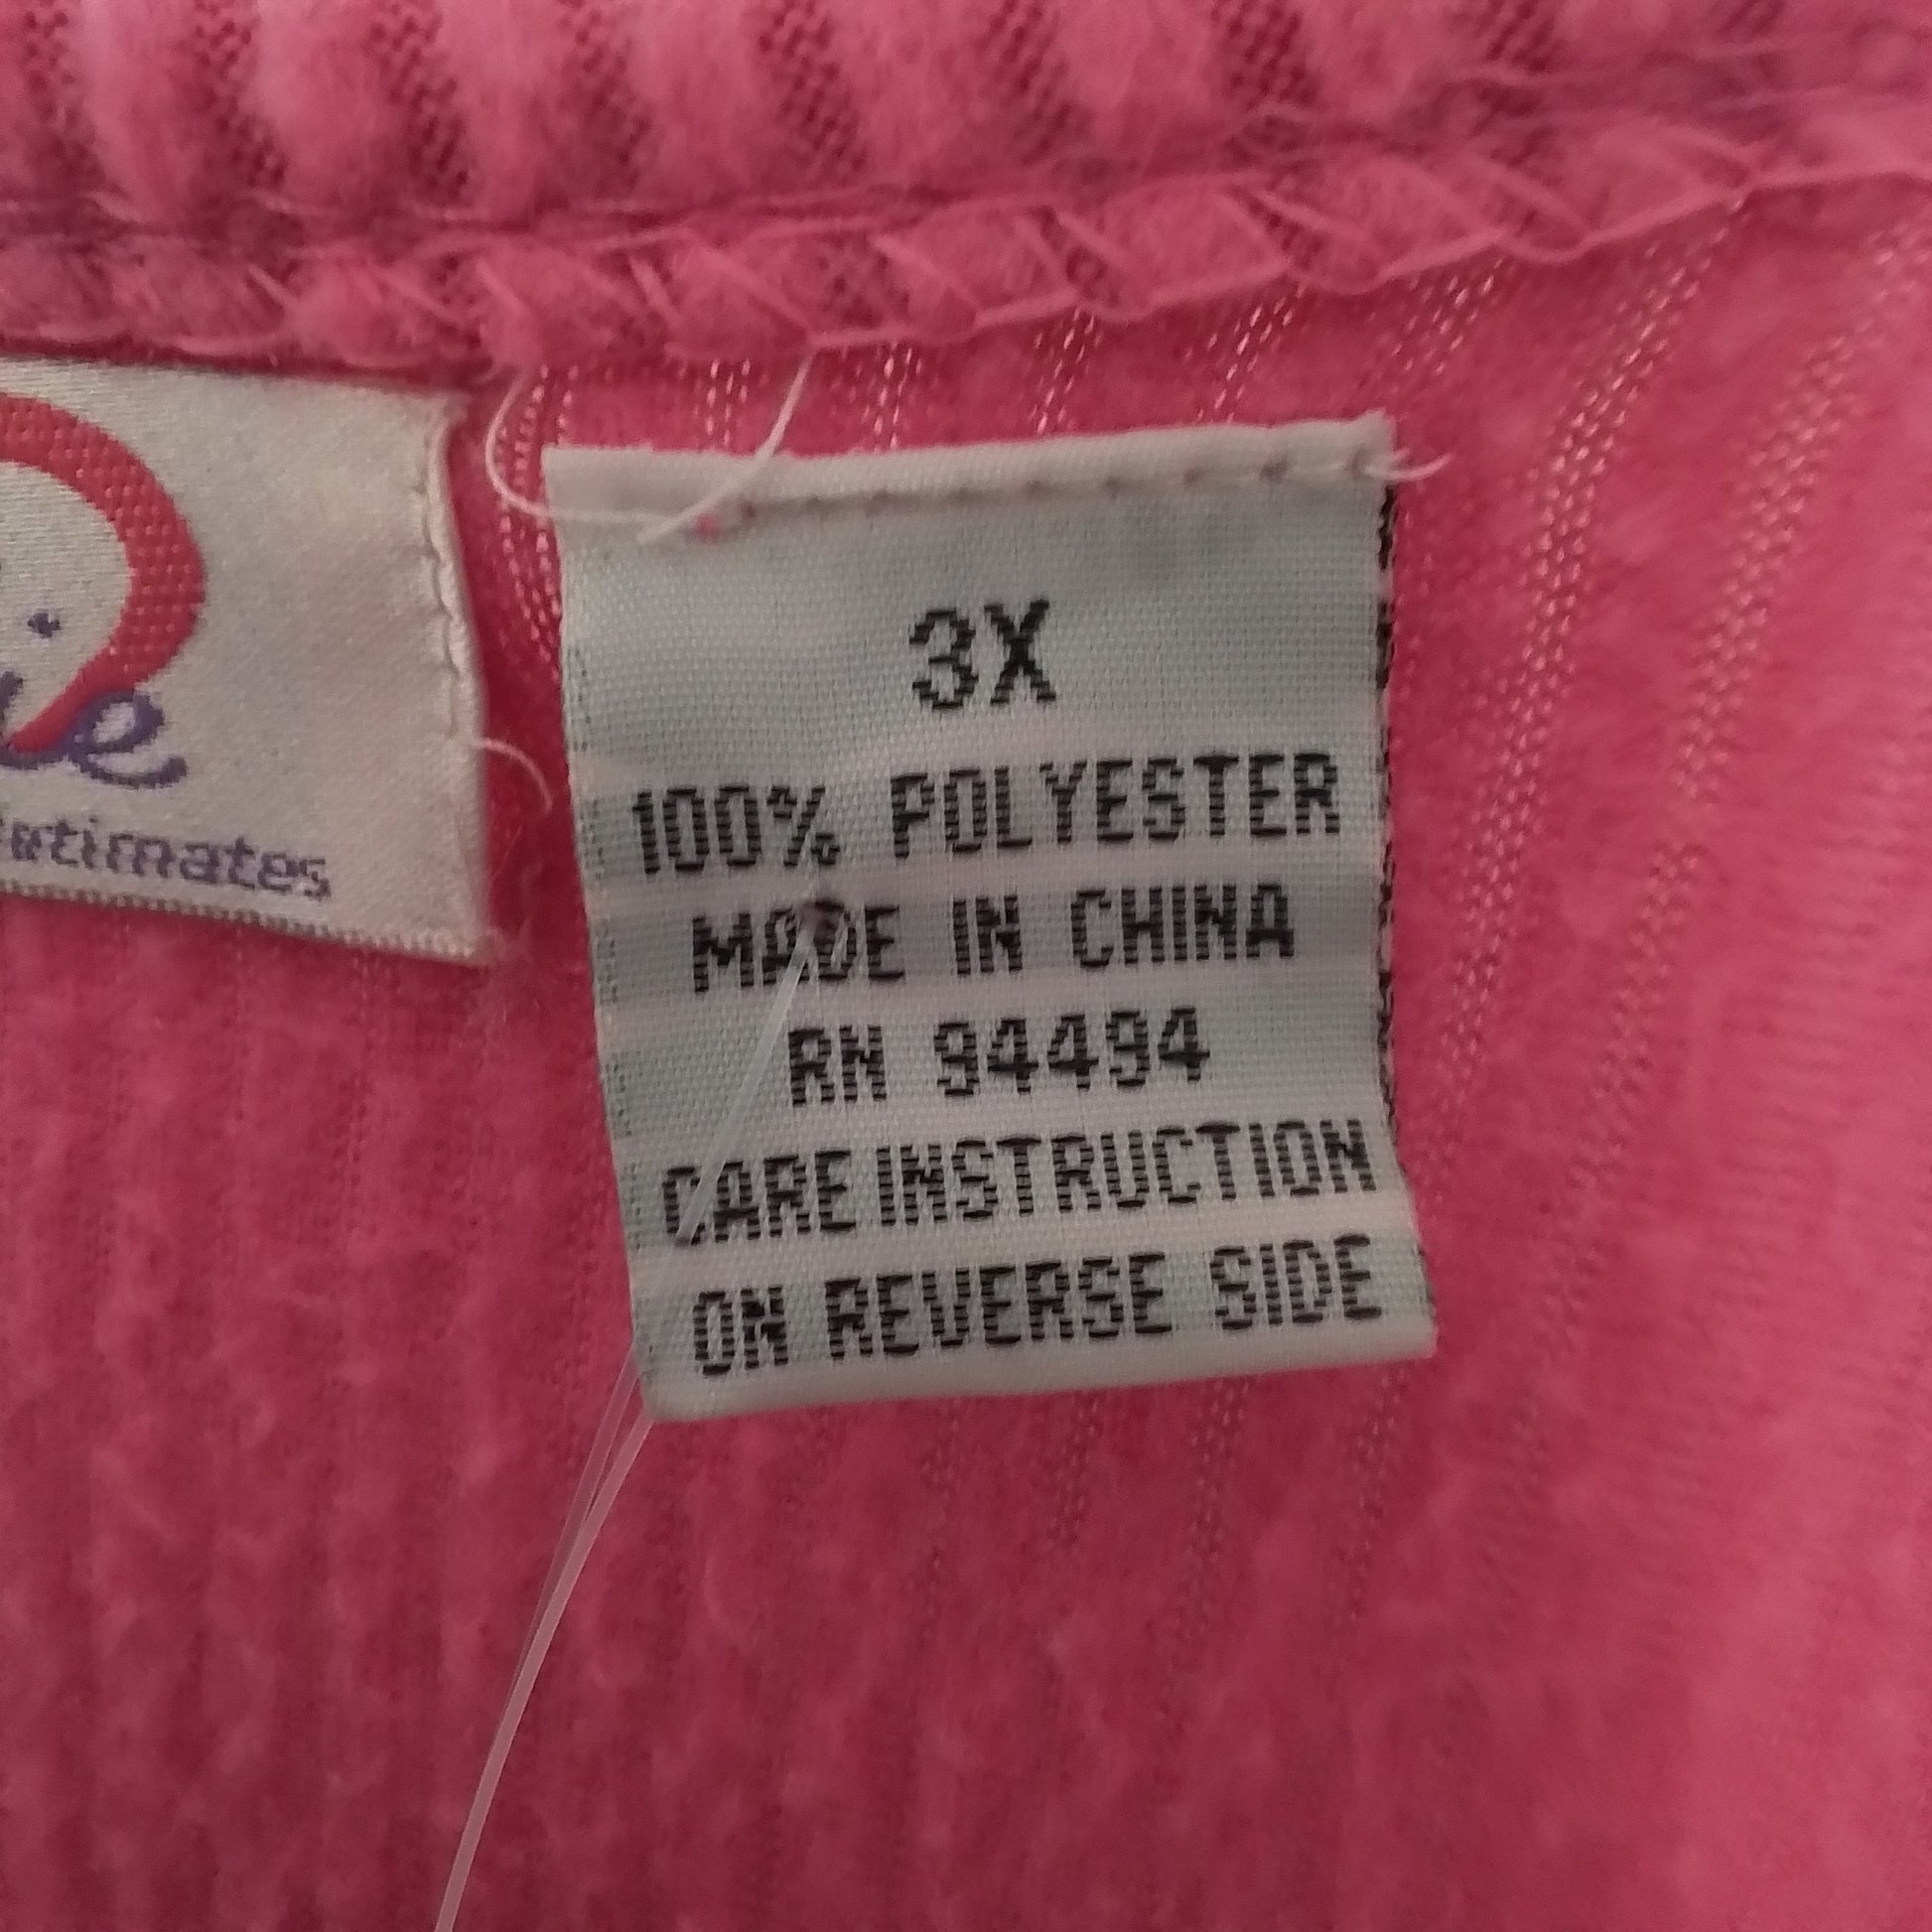 3X
100% POLYESTER
MADE IN CHINA
RN 94494
CARE INSTRUCTION
ON REVERSE SIDE